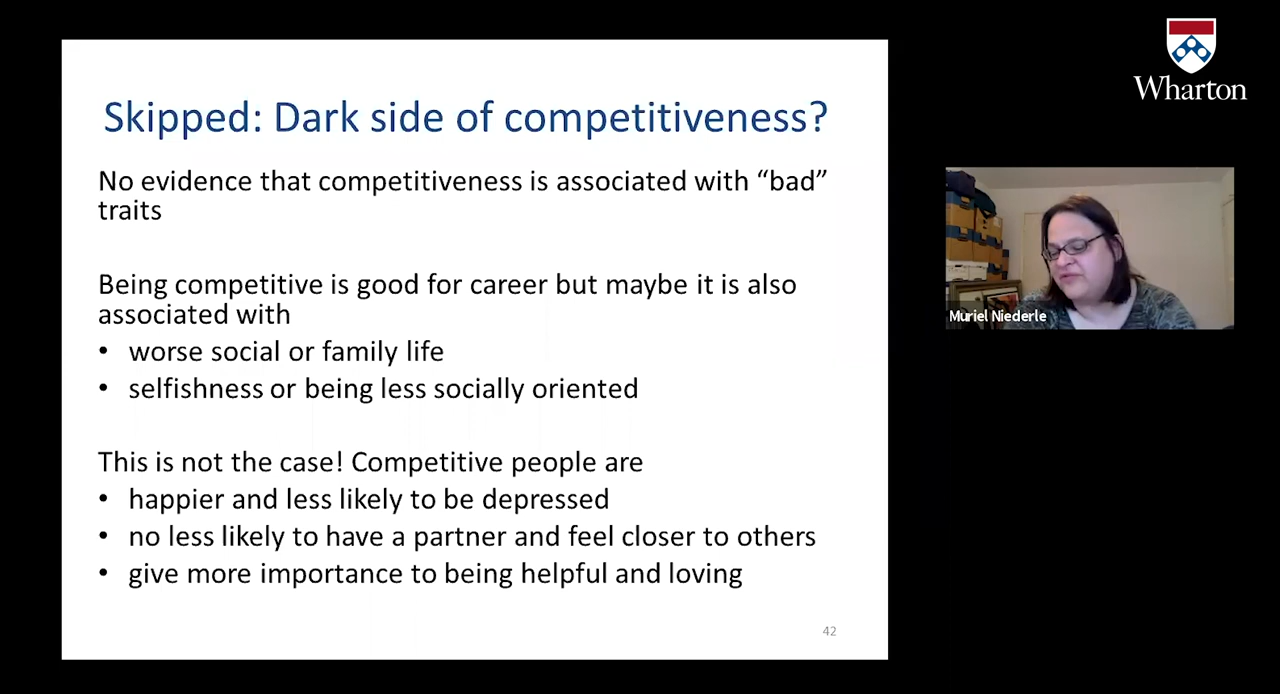 Wharton
Skipped: Dark side of competitiveness?
No evidence that competitiveness is associated with “bad”
traits
Being competitive is good for career but maybe it is also
associated with
• worse social or family life
• selfishness or being less socially oriented
This is not the case! Competitive people are
• happier and less likely to be depressed
• no less likely to have a partner and feel closer to others
• give more importance to being helpful and loving
42
Muriel Niederle